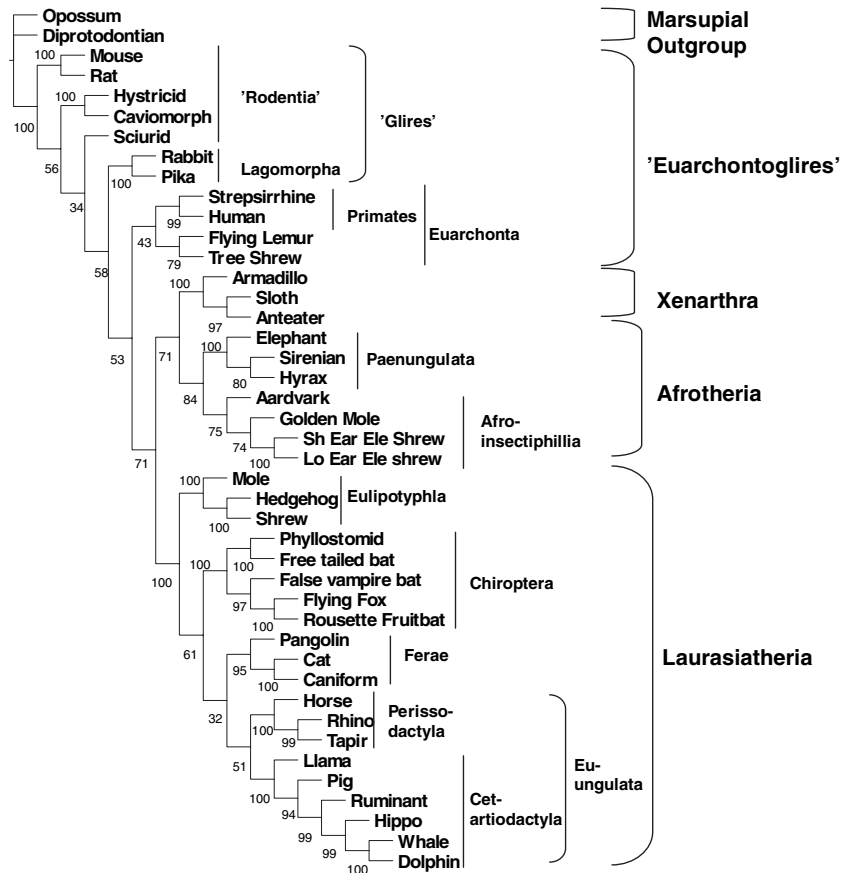 Opossum
Diprotodontian
Marsupial
Outgroup
100
Mouse
Rat
100
Hystricid
Caviomorph
'Rodentia'
'Glires'
100
Sciurid
56
Rabbit
Pika
100
Lagomorpha
'Euarchontoglires'
34
Strepsirrhine
Human
99
Primates
Euarchonta
43
Flying Lemur
Tree Shrew
79
58
Armadillo
100
Sloth
Anteater
97
Xenarthra
53
71
Elephant
100
Sirenian
Hyrax
80
Paenungulata
84
Aardvark
75
Golden Mole
74
Sh Ear Ele Shrew
Lo Ear Ele shrew
100
Afro-
insectiphillia
Afrotheria
71
Mole
100
Hedgehog
Shrew
100
Eulipotyphla
100
Phyllostomid
Free tailed bat
100
100
False vampire bat
97
Flying Fox
Rousette Fruitbat
100
Chiroptera
61
Pangolin
95
Cat
Caniform
100
Ferae
Laurasiatheria
32
Horse
100
Rhino
Tapir
99
Perisso-
dactyla
51
Llama
100
Pig
94
Ruminant
99
Hippo
99
Whale
Dolphin
100
Cet-
artiodactyla
Eu-
ungulata